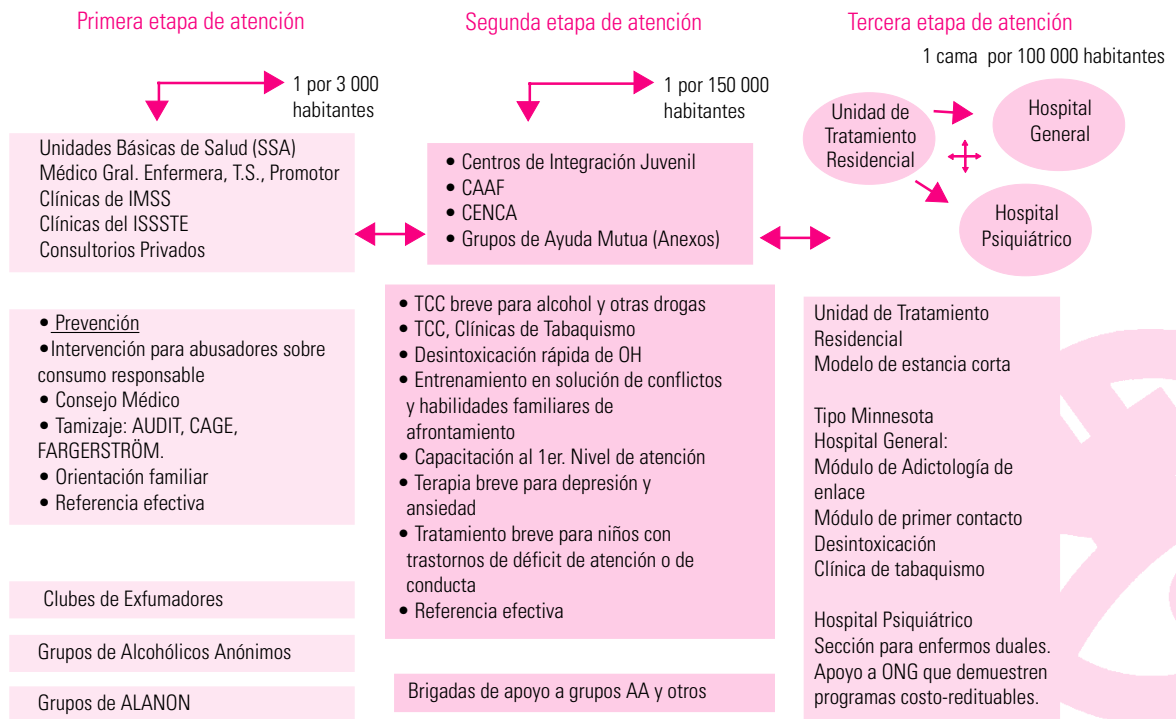 Primera etapa de atención
1 por 3 000
habitantes
Unidades Básicas de Salud (SSA)
Médico Gral. Enfermera, T.S., Promotor
Clínicas de IMSS
Clínicas del ISSSTE
Consultorios Privados
• Prevención
•Intervención para abusadores sobre
consumo responsable
• Consejo Médico
• Tamizaje: AUDIT, CAGE,
FARGERSTRÖM.
• Orientación familiar
• Referencia efectiva
Clubes de Exfumadores
Grupos de Alcohólicos Anónimos
Grupos de ALANON
Segunda etapa de atención
1 por 150 000
habitantes
• Centros de Integración Juvenil
• CAAF
• CENCA
• Grupos de Ayuda Mutua (Anexos)
• TCC breve para alcohol y otras drogas
• TCC, Clínicas de Tabaquismo
• Desintoxicación rápida de OH
• Entrenamiento en solución de conflictos
y habilidades familiares de
afrontamiento
• Capacitación al 1er. Nivel de atención
• Terapia breve para depresión y
ansiedad
• Tratamiento breve para niños con
trastornos de déficit de atención o de
conducta
• Referencia efectiva
Brigadas de apoyo a grupos AA y otros
Tercera etapa de atención
1 cama por 100 000 habitantes
Unidad de
Tratamiento
Residencial
Hospital
General
Hospital
Psiquiátrico
Unidad de Tratamiento
Residencial
Modelo de estancia corta
Tipo Minnesota
Hospital General:
Módulo de Adictología de
enlace
Módulo de primer contacto
Desintoxicación
Clínica de tabaquismo
Hospital Psiquiátrico
Sección para enfermos duales.
Apoyo a ONG que demuestren
programas costo-redituables.